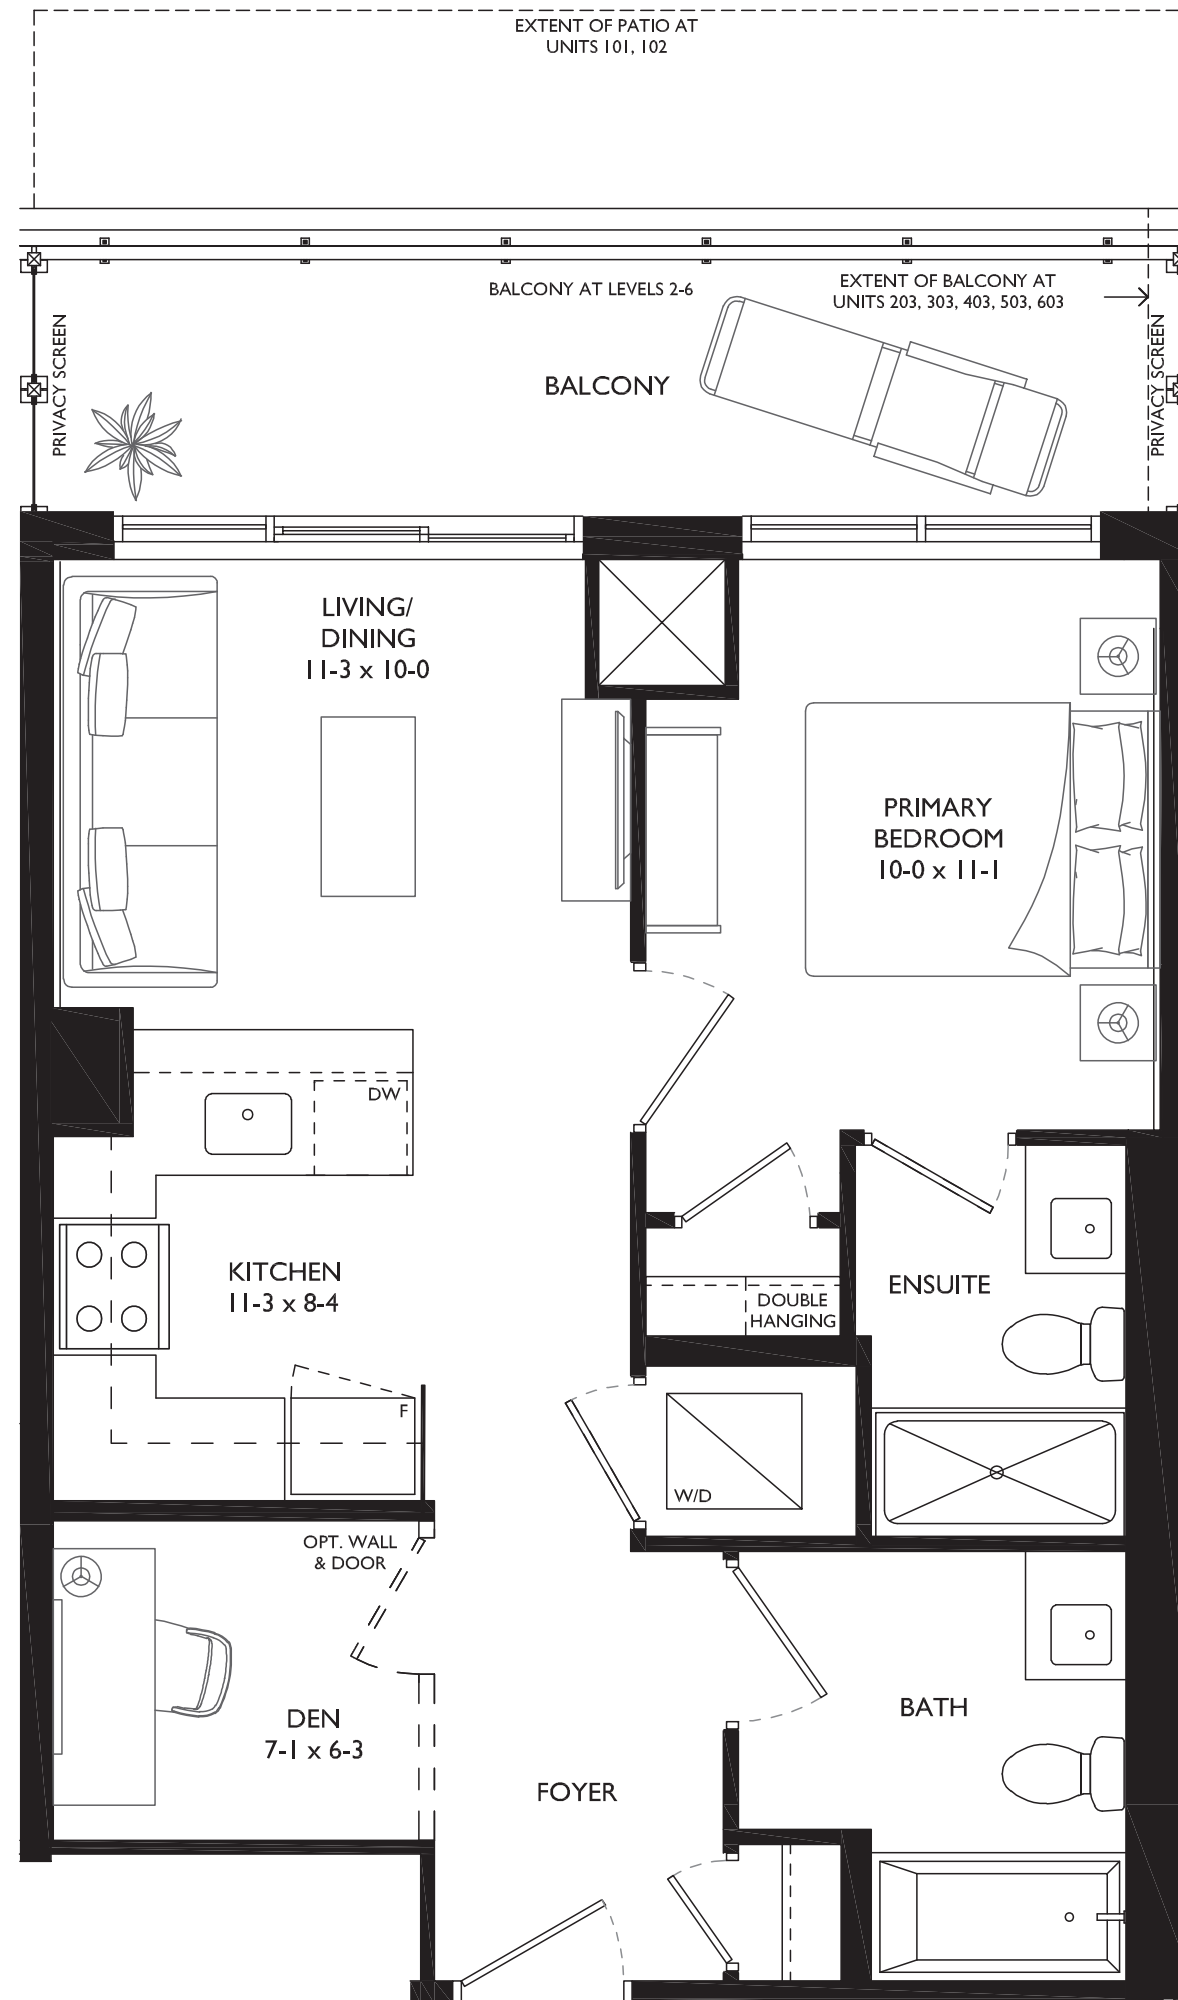 EXTENT OF PATIO AT
UNITS 101, 102
BALCONY AT LEVELS 2-6
EXTENT OF BALCONY AT
UNITS 203, 303, 403, 503, 603
PRIVACY SCREEN
BALCONY
PRIVACY SCREEN
LIVING/
DINING
11-3 x 10-0
PRIMARY
BEDROOM
10-0 x 11-1
DW
KITCHEN
11-3 x 8-4
ENSUITE
DOUBLE
HANGING
F
W/D
OPT. WALL
& DOOR
DEN
7-1 x 6-3
BATH
FOYER